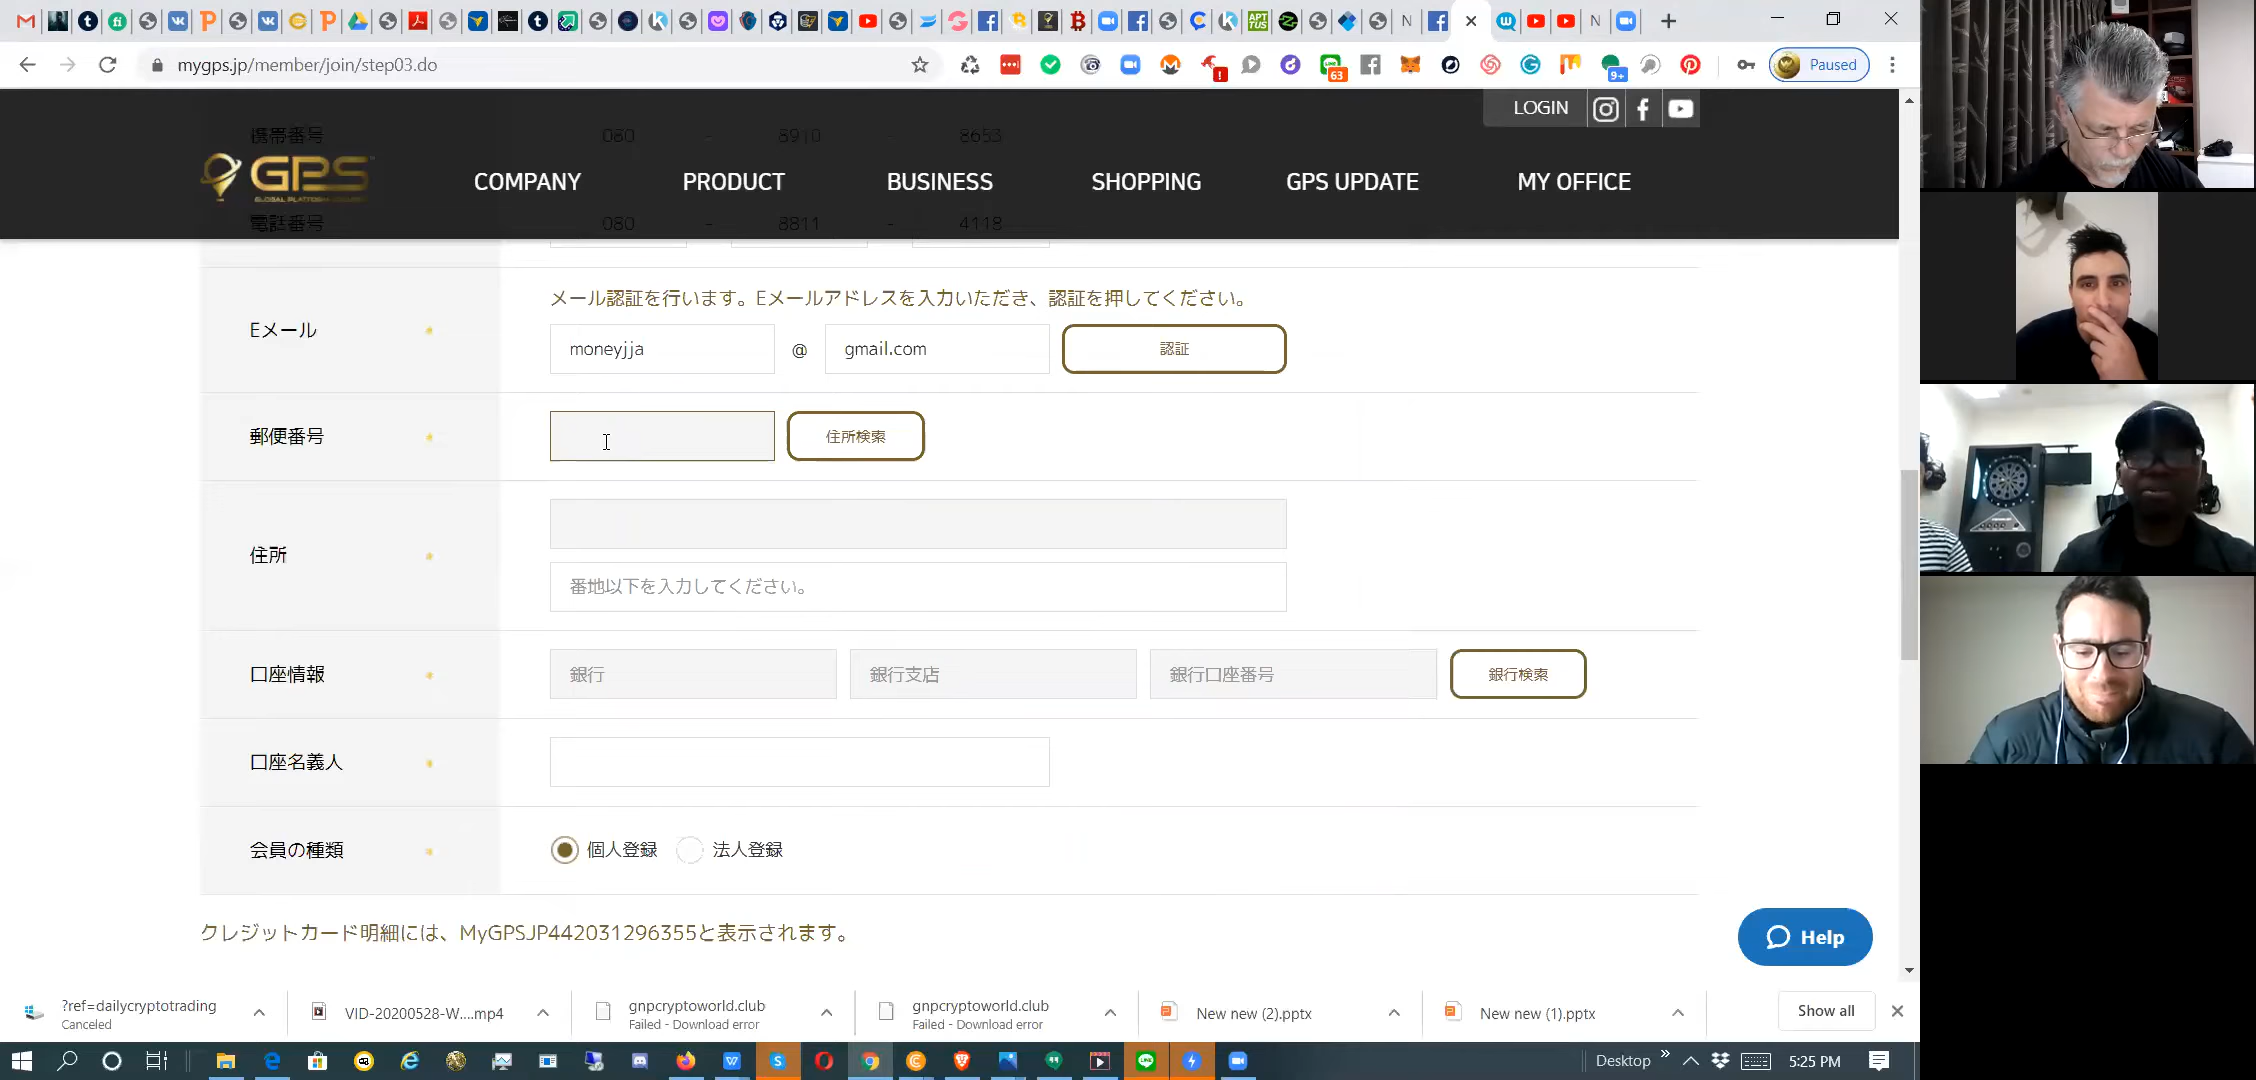 N
N
mygps.jp/member/join/step03.do
63
9+
Paused
LOGIN
携帯番号 080 - 8910 - 8653
GPS
COMPANY PRODUCT BUSINESS SHOPPING GPS UPDATE MY OFFICE
電話番号 080 - 8811 - 4118
メール認証を行います。Eメールアドレスを入力いただき、認証を押してください。
Eメール
moneyjja @ gmail.com 認証
郵便番号 住所検索
住所
番地以下を入力してください。
口座情報 銀行 銀行支店 銀行口座番号 銀行検索
口座名義人
会員の種類 個人登録 法人登録
クレジットカード明細には、MyGPSJP442031296355と表示されます。
Help
?ref=dailycryptotrading
Canceled
VID-20200528-W....mp4
gnpcryptoworld.club
Failed - Download error
gnpcryptoworld.club
Failed - Download error
New new (2).pptx
New new (1).pptx
Show all
Desktop
5:25 PM